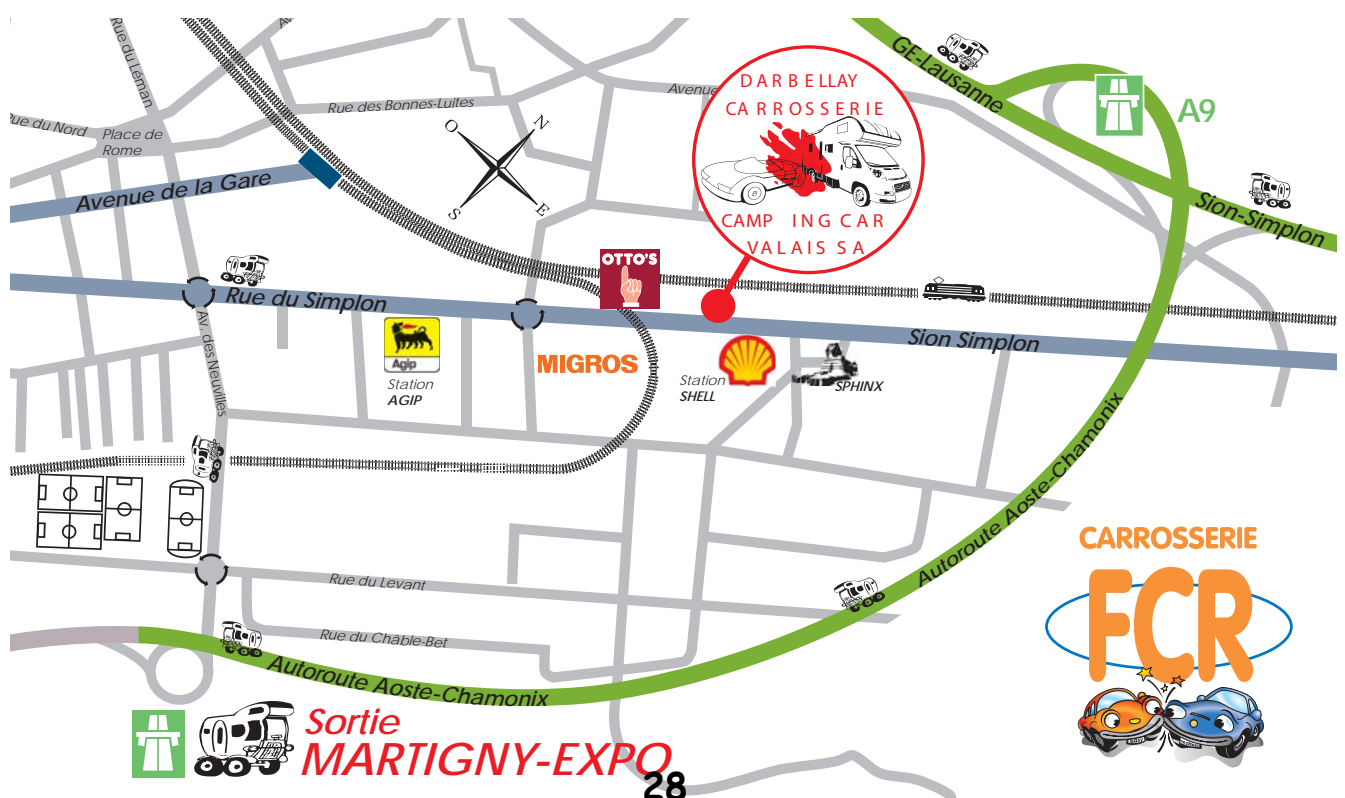 Rue du Léman
GE-Lausanne
A9
Rue des Bonnes-Luites
Avenue
DARBELLAY
CARROSSERIE
CAMP ING CAR
VALAIS SA
ue du Nord
Place de
Rome
N
O
S
E
Avenue de la Gare
Sion-Simplon
OTTO'S
Rue du Simplon
Sion Simplon
Av. des Neuvilles
Agip
Station
AGIP
MIGROS
Station
SHELL
SPHINX
Autoroute Aoste-Chamonix
Rue du Levant
Rue du Châble-Bet
Autoroute Aoste-Chamonix
CARROSSERIE
FCR
Sortie
MARTIGNY-EXPO
28